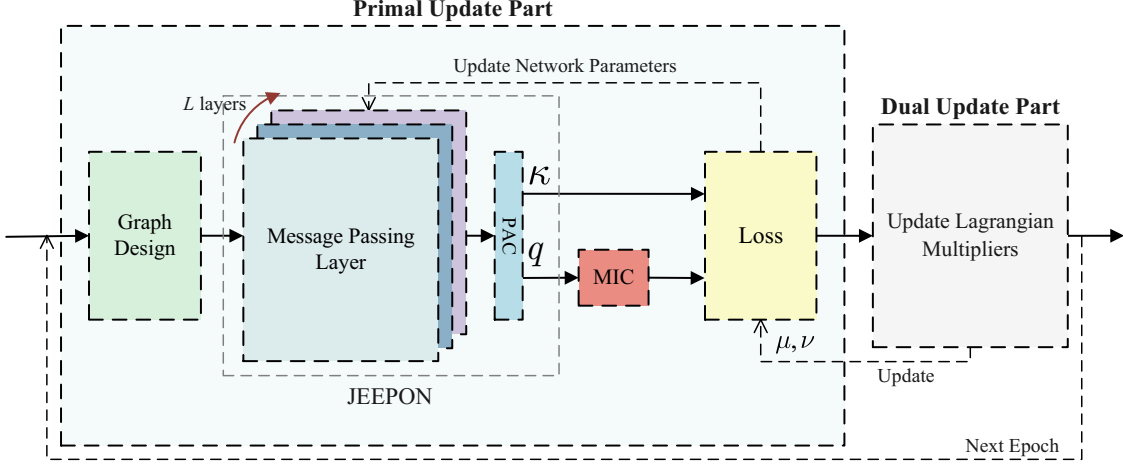 Primal Update Part
Update Network Parameters
L layers
Dual Update Part
Graph
Design
Message Passing
Layer
PAC
κ
q
MIC
Loss
Update Lagrangian
Multipliers
μ, ν
Update
JEEPON
Next Epoch